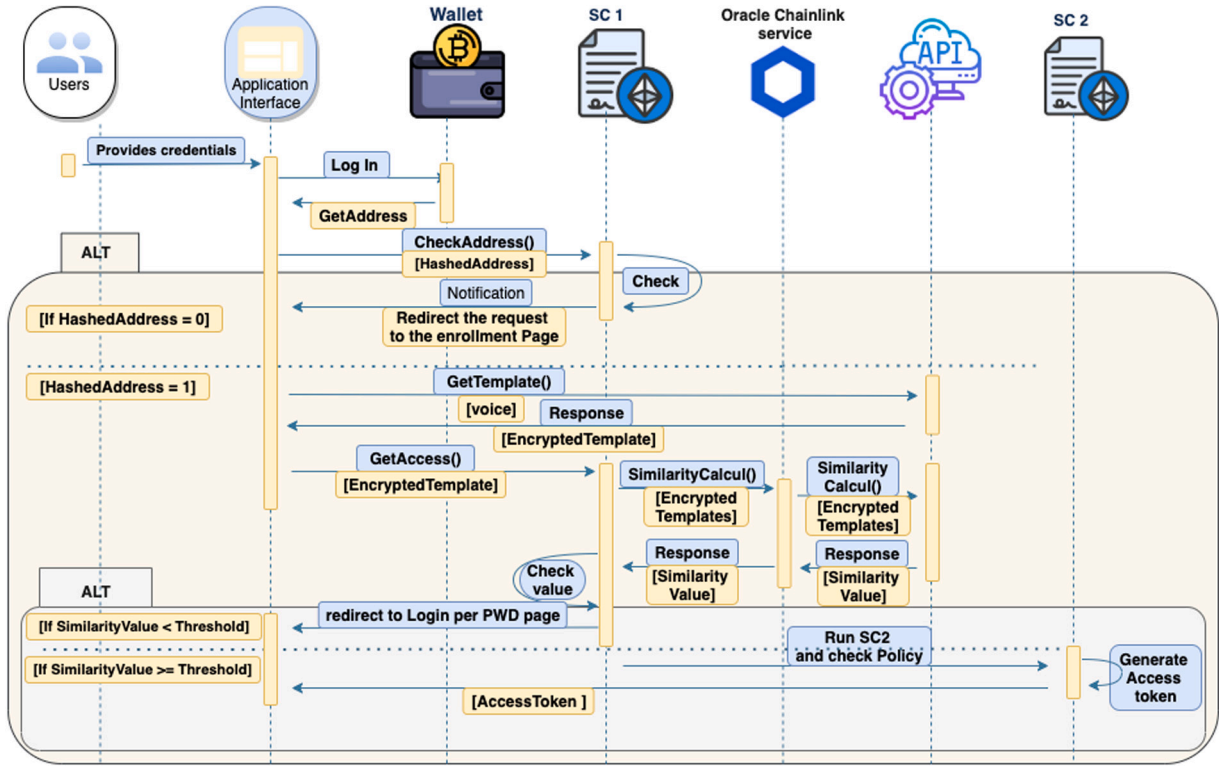 Users
Application
Interface
Wallet
SC 1
Oracle Chainlink
service
API
SC 2
Provides credentials
Log In
GetAddress
ALT
CheckAddress()
[HashedAddress]
Check
Notification
[If HashedAddress = 0]
Redirect the request
to the enrollment Page
[HashedAddress = 1]
GetTemplate()
[voice]
Response
[EncryptedTemplate]
GetAccess()
[EncryptedTemplate]
SimilarityCalcul()
[Encrypted
Templates]
Similarity
Calcul()
[Encrypted
Templates]
Response
[Similarity
Value]
Response
[Similarity
Value]
Check
value
ALT
redirect to Login per PWD page
[If SimilarityValue < Threshold]
Run SC2
and check Policy
[If SimilarityValue >= Threshold]
Generate
Access
token
[AccessToken ]